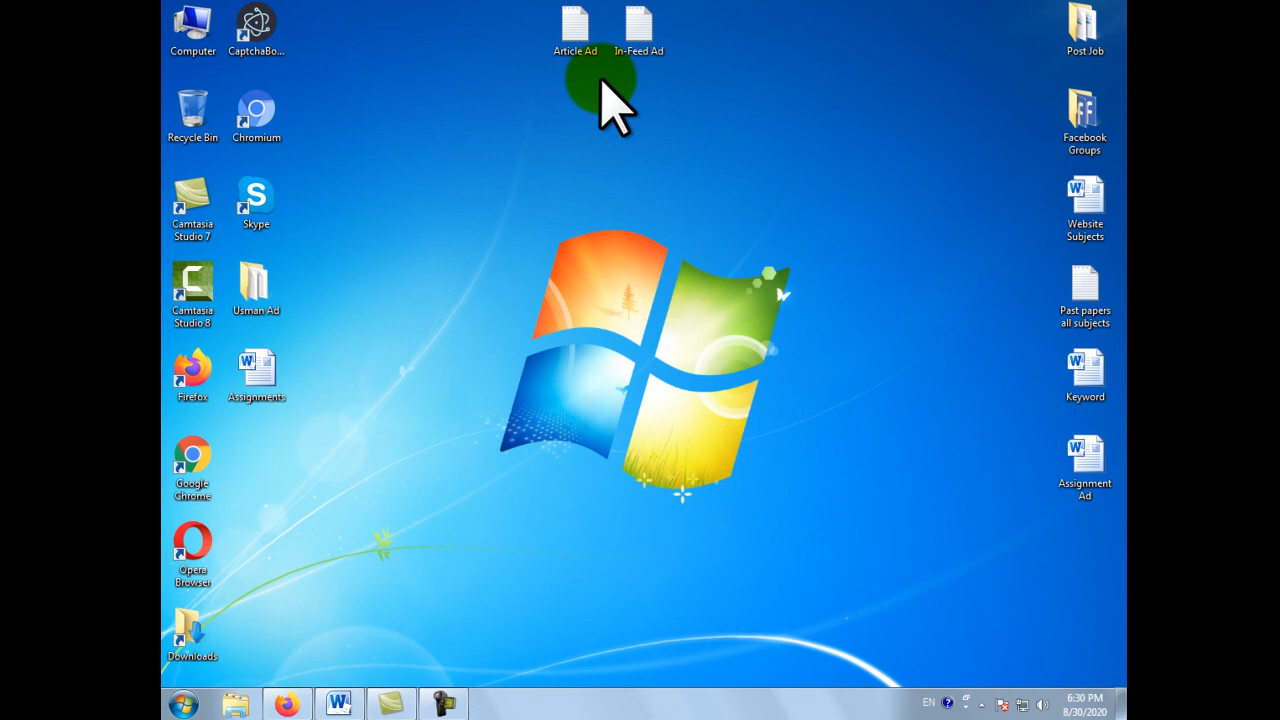 Computer
CaptchaBo...
Article Ad
In-Feed Ad
Post Job
Recycle Bin
Chromium
Facebook
Groups
Camtasia
Studio 7
Skype
Website
Subjects
Camtasia
Studio 8
Usman Ad
Past papers
all subjects
Firefox
Assignments
Keyword
Google
Chrome
Assignment
Ad
Opera
Browser
Downloads
EN
6:30 PM
8/30/2020